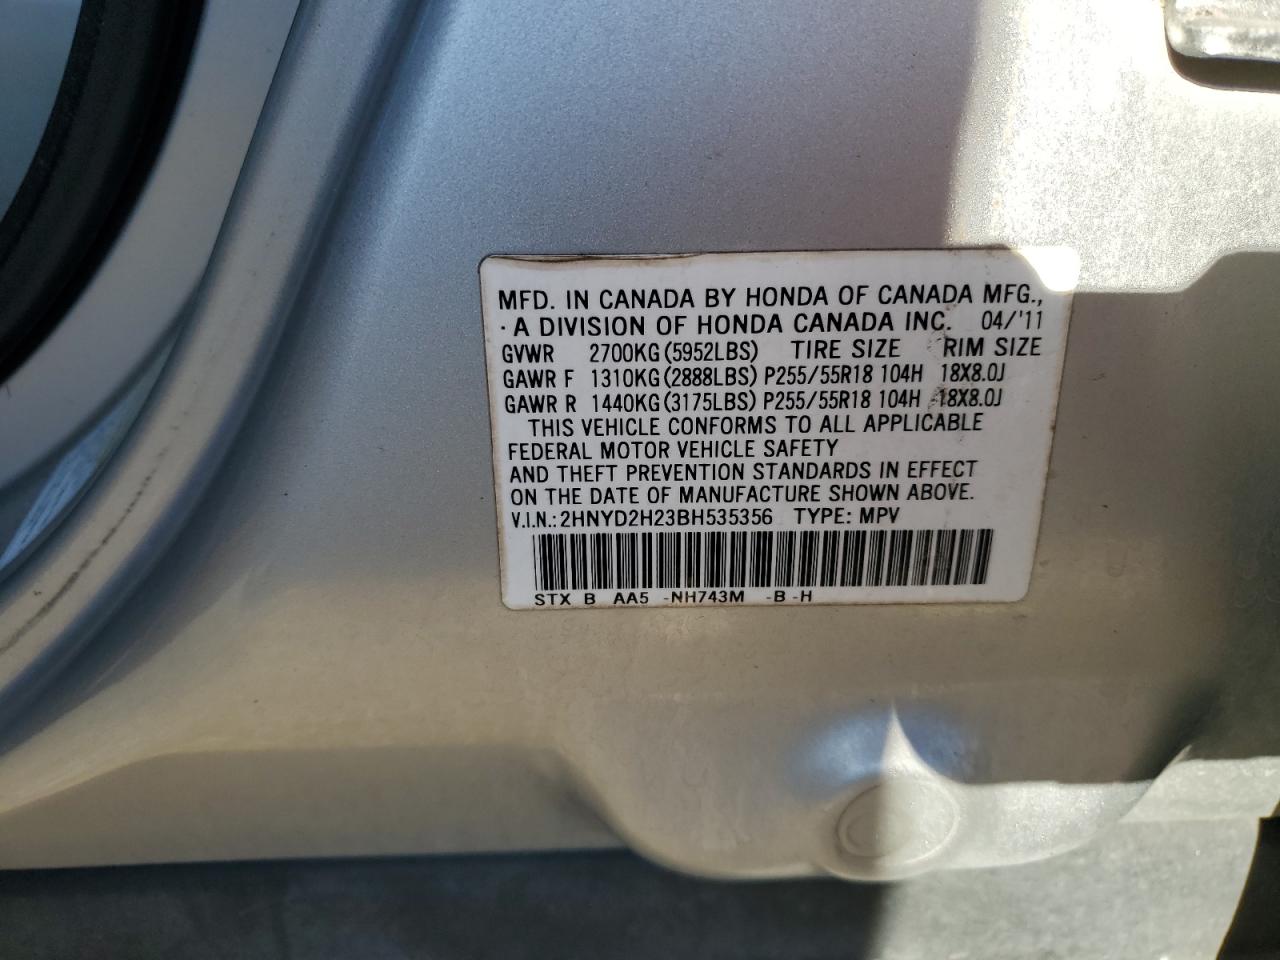 MFD. IN CANADA BY HONDA OF CANADA MFG.,
·A DIVISION OF HONDA CANADA INC. 04/'11
GVWR 2700KG(5952LBS) TIRE SIZE RIM SIZE
GAWR F 1310KG(2888LBS) P255/55R18 104H 18X8.0J
GAWR R 1440KG(3175LBS) P255/55R18 104H 18X8.0J
THIS VEHICLE CONFORMS TO ALL APPLICABLE
FEDERAL MOTOR VEHICLE SAFETY
AND THEFT PREVENTION STANDARDS IN EFFECT
ON THE DATE OF MANUFACTURE SHOWN ABOVE.
V.I.N.:2HNYD2H23BH535356 TYPE: MPV
STX B AA5 -NH743M -B-H